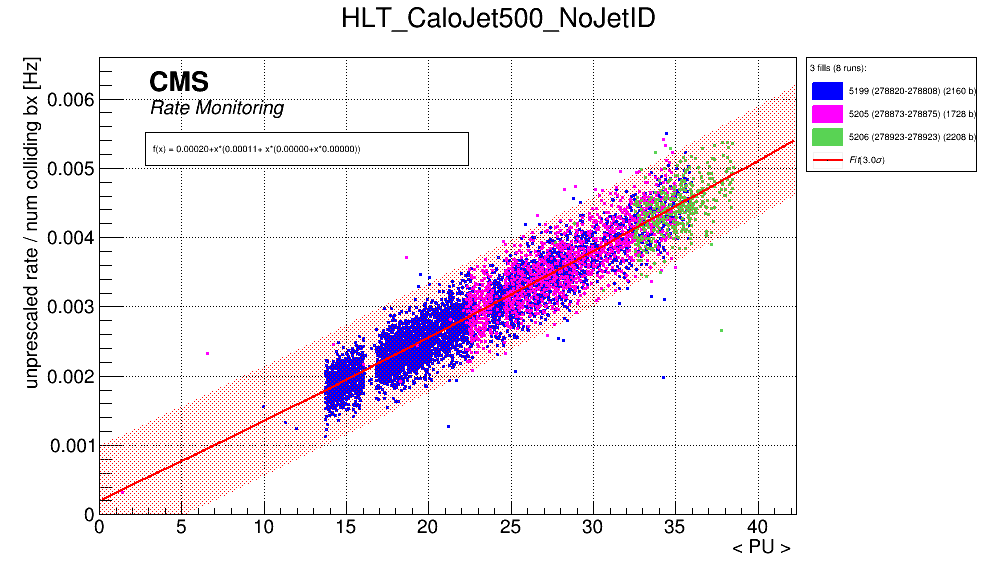 HLT_CaloJet500_NoJetID
unprescaled rate / num colliding bx [Hz]
CMS
Rate Monitoring
f(x) = 0.00020+x*(0.00011+ x*(0.00000+x*0.00000))
0.006
0.005
0.004
0.003
0.002
0.001
0
0 5 10 15 20 25 30 35 40
< PU >
3 fills (8 runs):
5199 (278820-278808) (2160 b)
5205 (278873-278875) (1728 b)
5206 (278923-278923) (2208 b)
Fit(3.0σ)